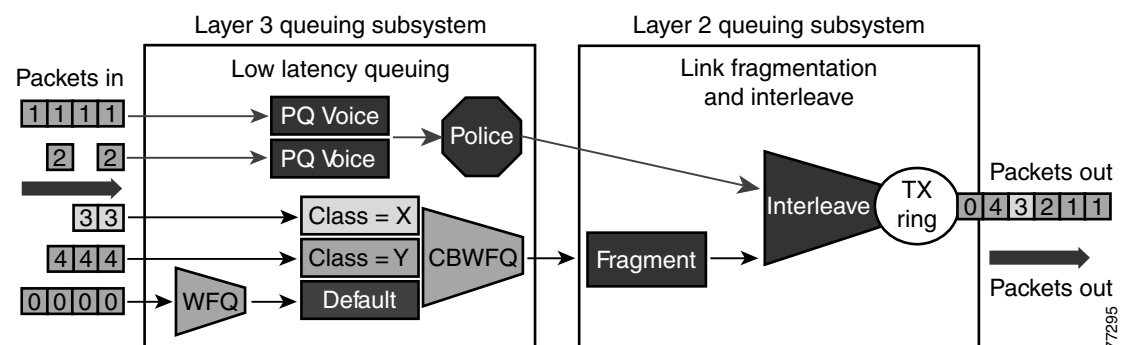 Layer 3 queuing subsystem
Layer 2 queuing subsystem
Packets in
Low latency queuing
Link fragmentation
and interleave
1 1 1 1
PQ Voice
Police
2 2
PQ Voice
Packets out
3 3
Class = X
Interleave
TX
ring
0 4 3 2 1 1
4 4 4
Class = Y
CBWFQ
Fragment
0 0 0 0
WFQ
Default
Packets out
77295